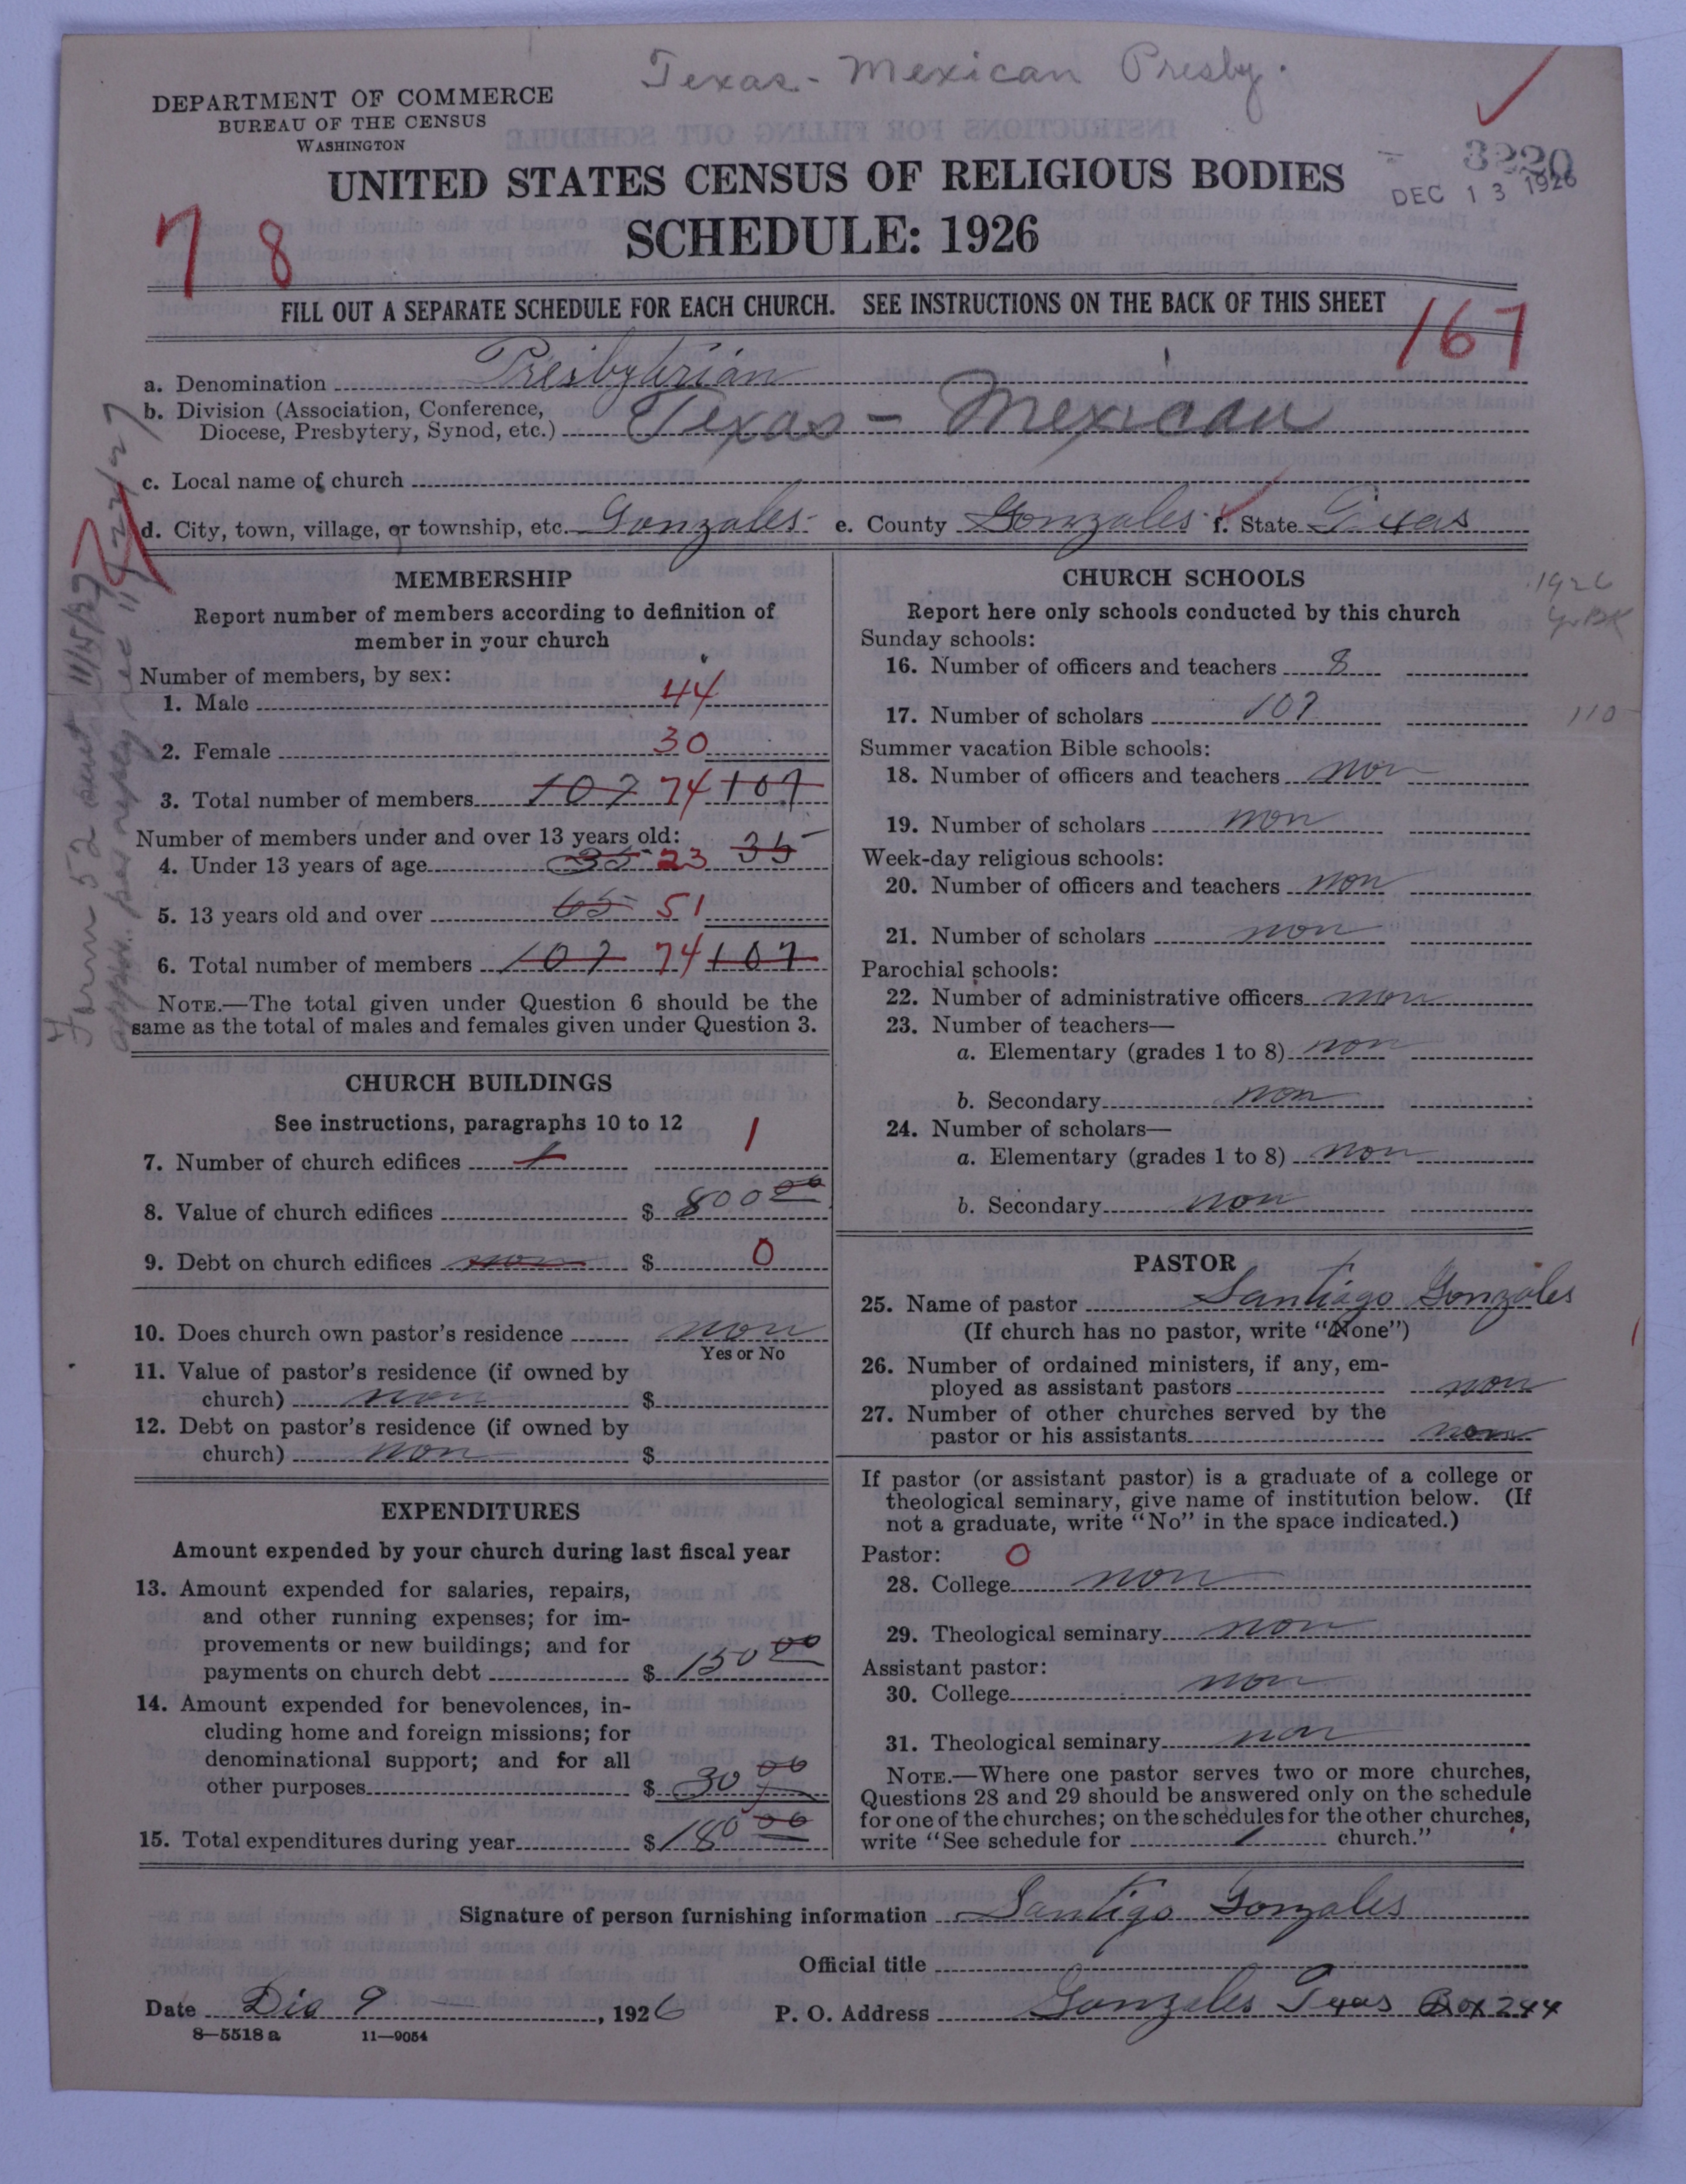 Texas - Mexican Presby.
DEPARTMENT OF COMMERCE
BUREAU OF THE CENSUS
WASHINGTON
3220
DEC 13 1926
UNITED STATES CENSUS OF RELIGIOUS BODIES
SCHEDULE: 1926
7 8
FILL OUT A SEPARATE SCHEDULE FOR EACH CHURCH. SEE INSTRUCTIONS ON THE BACK OF THIS SHEET
167
a. Denomination Presibyterian
b. Division (Association, Conference,
Diocese, Presbytery, Synod, etc.) Texas - Mexican
c. Local name of church
d. City, town, village, or township, etc. Gonzales e. County Gonzales f. State Texas
Form 52 sent 11/15/27
appar. per reply rec 11/22/27
MEMBERSHIP
Report number of members according to definition of
member in your church
Number of members, by sex:
1. Male 44
2. Female 30
3. Total number of members 107 74 107
Number of members under and over 13 years old:
4. Under 13 years of age 35 23 35
5. 13 years old and over 65 51
6. Total number of members 107 74 107
NOTE.—The total given under Question 6 should be the
same as the total of males and females given under Question 3.
CHURCH BUILDINGS
See instructions, paragraphs 10 to 12
7. Number of church edifices 1 1
8. Value of church edifices $ 800 00
9. Debt on church edifices non $ 0
10. Does church own pastor's residence non
Yes or No
11. Value of pastor's residence (if owned by
church) non $
12. Debt on pastor's residence (if owned by
church) non $
EXPENDITURES
Amount expended by your church during last fiscal year
13. Amount expended for salaries, repairs,
and other running expenses; for im-
provements or new buildings; and for
payments on church debt $ 150 00
14. Amount expended for benevolences, in-
cluding home and foreign missions; for
denominational support; and for all
other purposes $ 30 00
15. Total expenditures during year $ 180 00
CHURCH SCHOOLS
1926
Yr Bk
Report here only schools conducted by this church
Sunday schools:
16. Number of officers and teachers 8
17. Number of scholars 107 110
Summer vacation Bible schools:
18. Number of officers and teachers non
19. Number of scholars non
Week-day religious schools:
20. Number of officers and teachers non
21. Number of scholars non
Parochial schools:
22. Number of administrative officers non
23. Number of teachers—
a. Elementary (grades 1 to 8) non
b. Secondary non
24. Number of scholars—
a. Elementary (grades 1 to 8) non
b. Secondary non
PASTOR
25. Name of pastor Santiago Gonzales
(If church has no pastor, write "None")
26. Number of ordained ministers, if any, em-
ployed as assistant pastors non
27. Number of other churches served by the
pastor or his assistants non
If pastor (or assistant pastor) is a graduate of a college or
theological seminary, give name of institution below. (If
not a graduate, write "No" in the space indicated.)
Pastor: 0
28. College non
29. Theological seminary non
Assistant pastor:
30. College non
31. Theological seminary non
NOTE.—Where one pastor serves two or more churches,
Questions 28 and 29 should be answered only on the schedule
for one of the churches; on the schedules for the other churches,
write "See schedule for 1 church."
Signature of person furnishing information Santigo Gonzales
Official title
Date Dia 9, 1926 P. O. Address Gonzales Texas Box 244
8—5518 a 11—9054